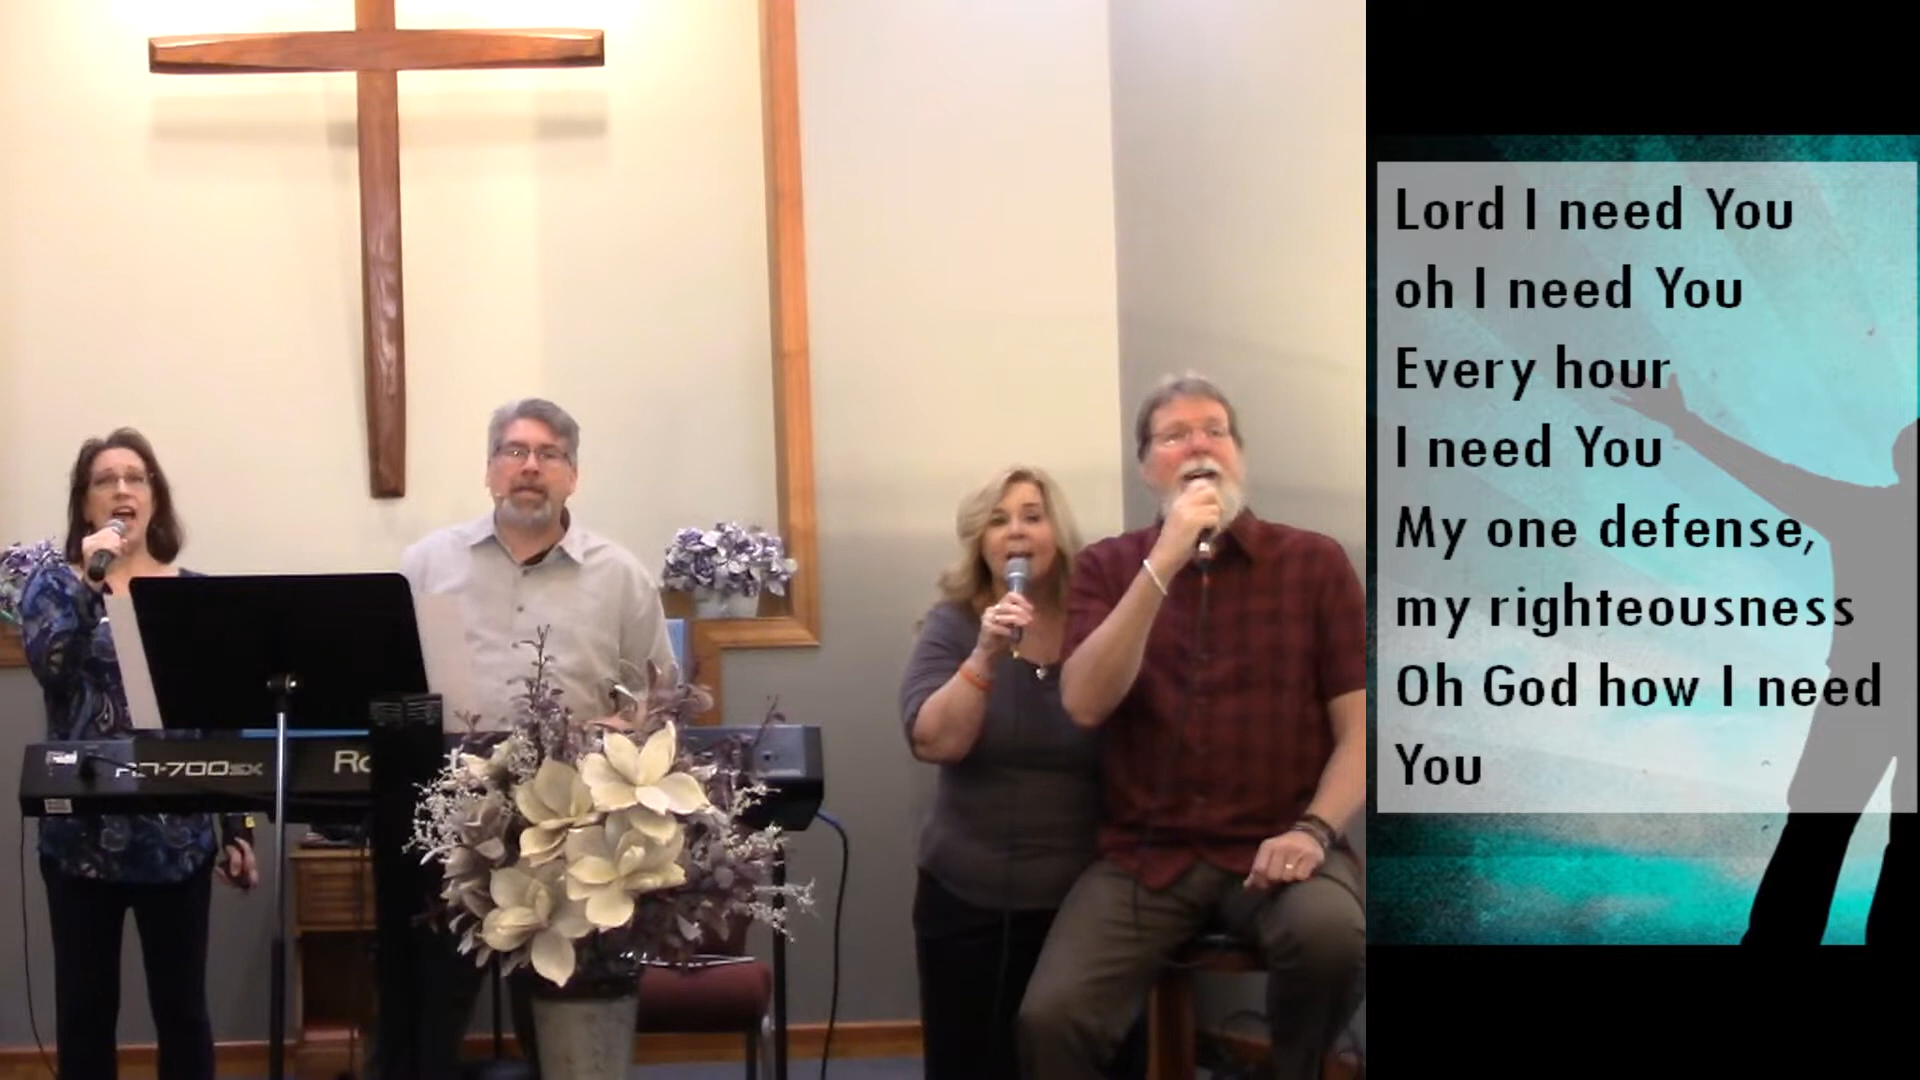 RD-700SX
Ro
Lord I need You
oh I need You
Every hour
I need You
My one defense,
my righteousness
Oh God how I need
You